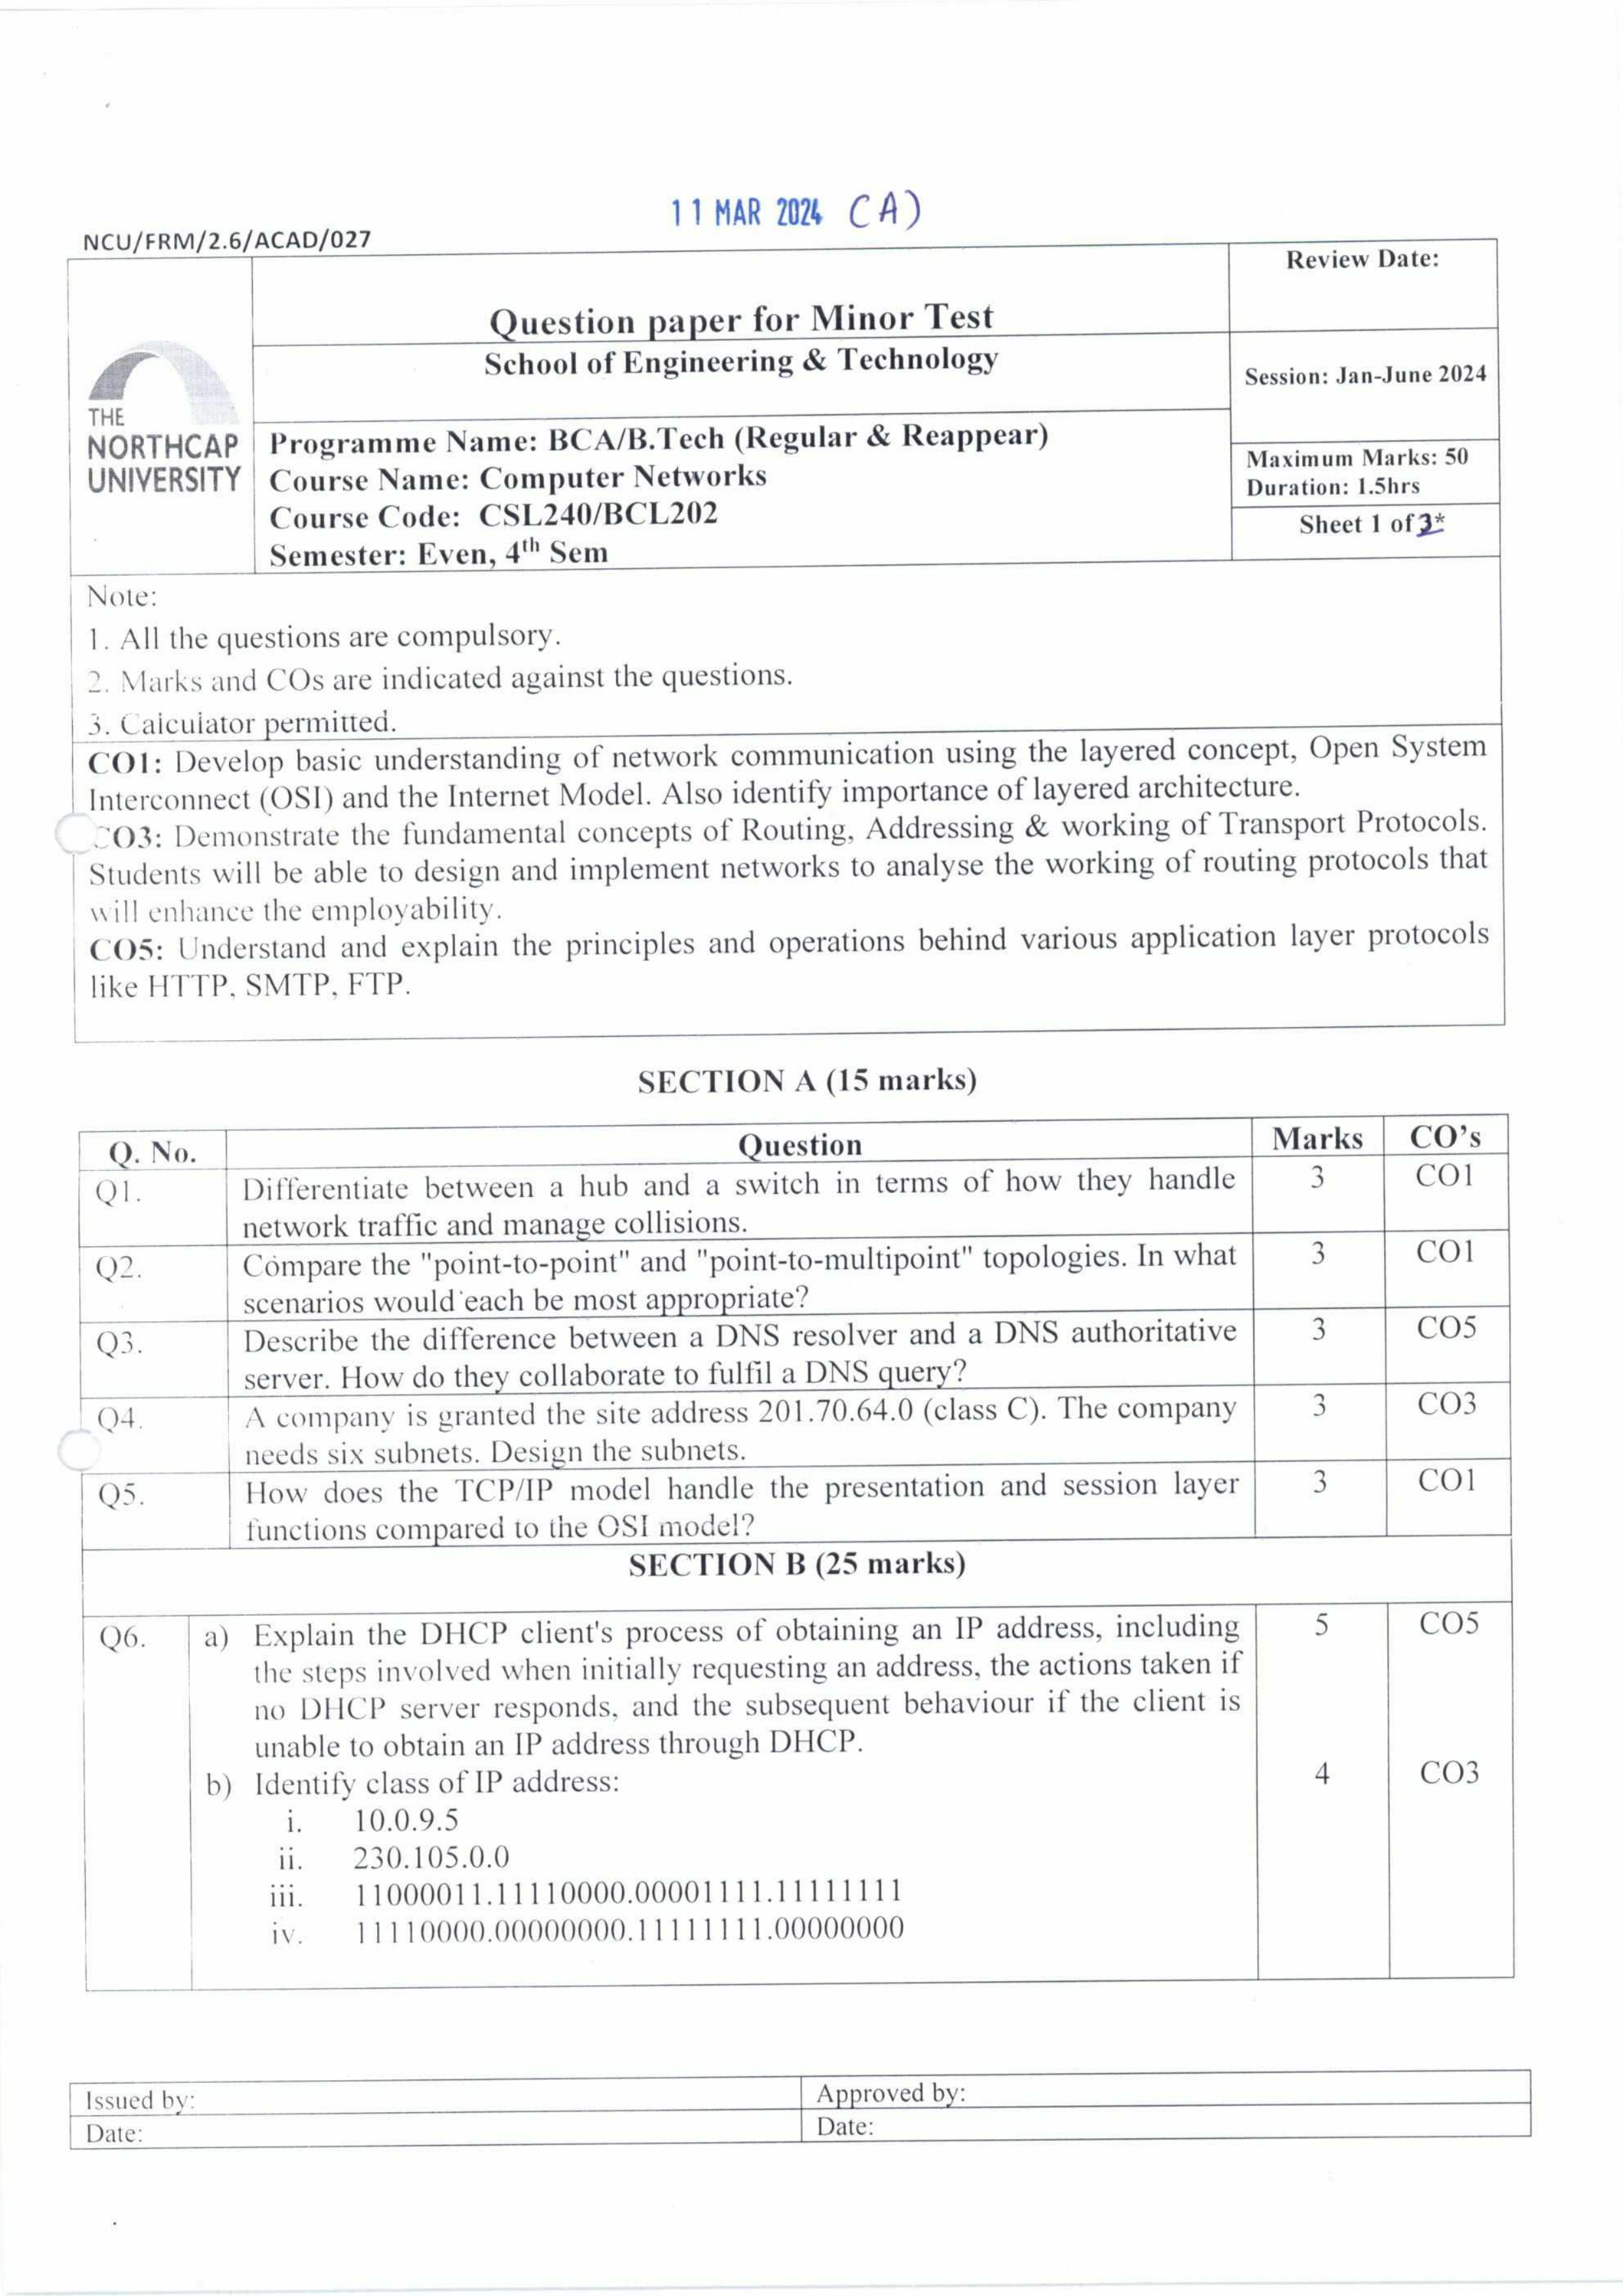 11 MAR 2024 (A)
NCU/FRM/2.6/ACAD/027
THE
NORTHCAP
UNIVERSITY
Question paper for Minor Test
School of Engineering & Technology
Programme Name: BCA/B.Tech (Regular & Reappear)
Course Name: Computer Networks
Course Code: CSL240/BCL202
Semester: Even, 4th Sem
Review Date:
Session: Jan-June 2024
Maximum Marks: 50
Duration: 1.5hrs
Sheet 1 of
Note:
1. All the questions are compulsory.
2. Marks and COs are indicated against the questions.
3. Calculator permitted.
CO1: Develop basic understanding of network communication using the layered concept, Open System
Interconnect (OSI) and the Internet Model. Also identify importance of layered architecture.
CO3: Demonstrate the fundamental concepts of Routing, Addressing & working of Transport Protocols.
Students will be able to design and implement networks to analyse the working of routing protocols that
will enhance the employability.
CO5: Understand and explain the principles and operations behind various application layer protocols
like HTTP, SMTP, FTP.
SECTION A (15 marks)
Q. No. Question Marks CO's
Q1. Differentiate between a hub and a switch in terms of how they handle 3 CO1
network traffic and manage collisions.
Q2. Compare the "point-to-point" and "point-to-multipoint" topologies. In what 3 CO1
scenarios would each be most appropriate?
Q3. Describe the difference between a DNS resolver and a DNS authoritative 3 CO5
server. How do they collaborate to fulfil a DNS query?
Q4. A company is granted the site address 201.70.64.0 (class C). The company 3 CO3
needs six subnets. Design the subnets.
Q5. How does the TCP/IP model handle the presentation and session layer 3 CO1
functions compared to the OSI model?
SECTION B (25 marks)
Q6. a) Explain the DHCP client's process of obtaining an IP address, including 5 CO5
the steps involved when initially requesting an address, the actions taken if
no DHCP server responds, and the subsequent behaviour if the client is
unable to obtain an IP address through DHCP.
b) Identify class of IP address: 4 CO3
i. 10.0.9.5
ii. 230.105.0.0
iii. 11000011.11110000.00001111.11111111
iv. 11110000.00000000.11111111.00000000
Issued by: Approved by:
Date: Date: